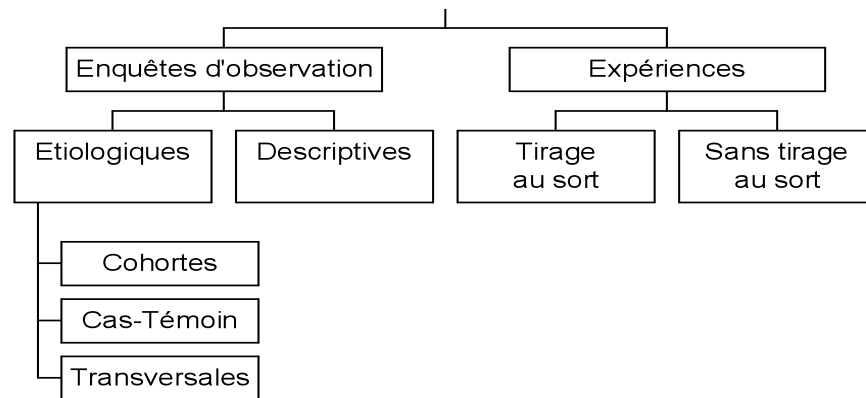 Enquêtes d'observation
Expériences
Etiologiques
Descriptives
Tirage
au sort
Sans tirage
au sort
Cohortes
Cas-Témoin
Transversales